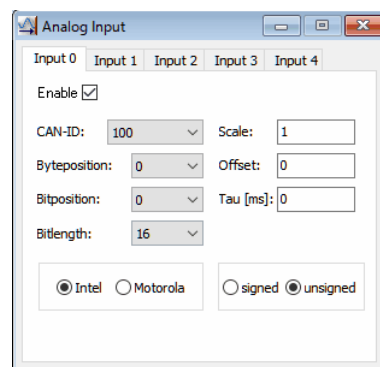 Analog Input
Input 0 Input 1 Input 2 Input 3 Input 4
Enable
CAN-ID: 100 Scale: 1
Byteposition: 0 Offset: 0
Bitposition: 0 Tau [ms]: 0
Bitlength: 16
Intel Motorola signed unsigned